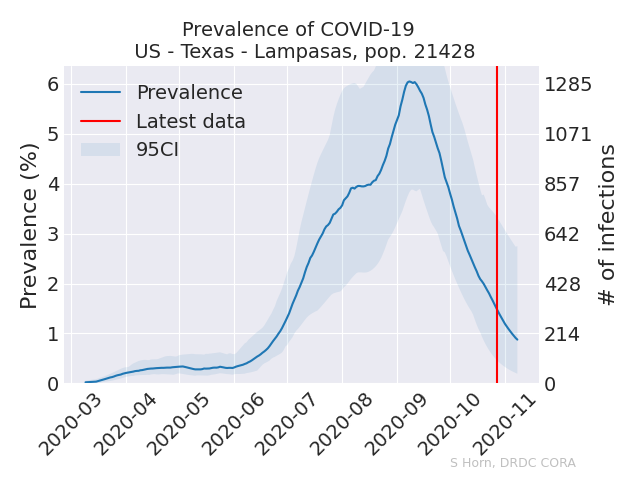 Prevalence of COVID-19
US - Texas - Lampasas, pop. 21428
Prevalence
Latest data
95CI
Prevalence (%)
6
5
4
3
2
1
0
1285
1071
857
642
428
214
0
# of infections
2020-03
2020-04
2020-05
2020-06
2020-07
2020-08
2020-09
2020-10
2020-11
S Horn, DRDC CORA